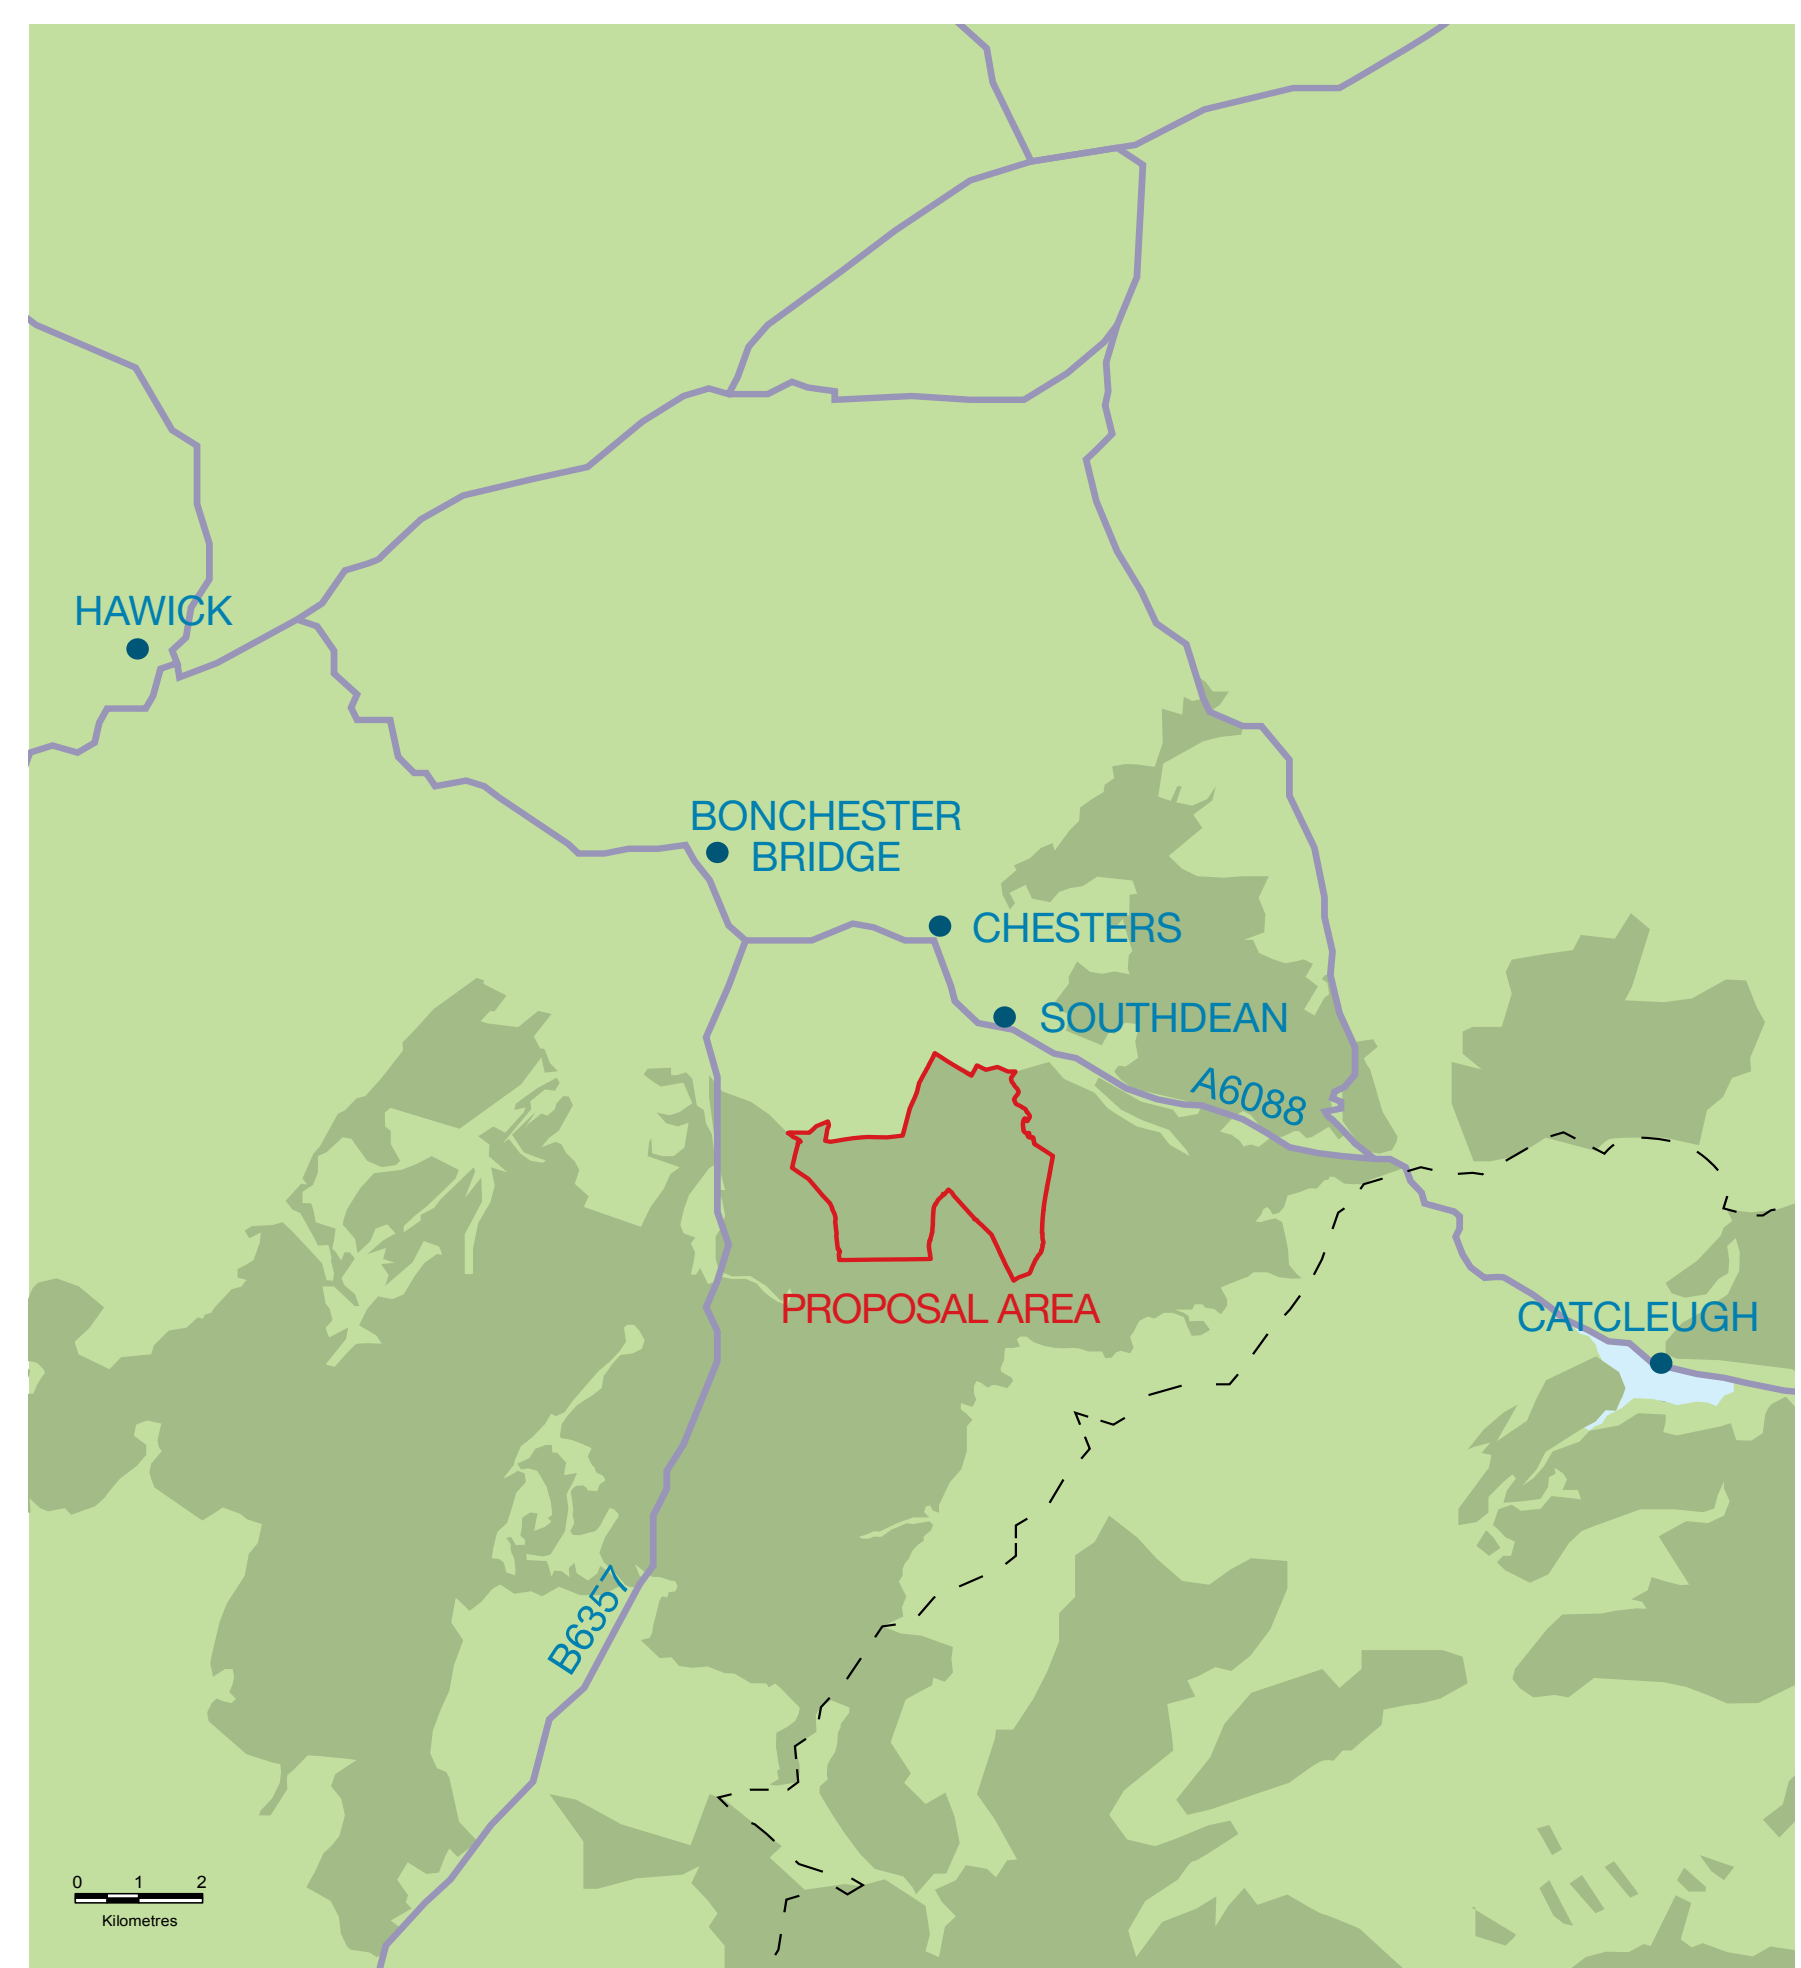 HAWICK
BONCHESTER
BRIDGE
CHESTERS
SOUTHDEAN
A6088
PROPOSAL AREA
CATCLEUGH
B6357
0 1 2
Kilometres